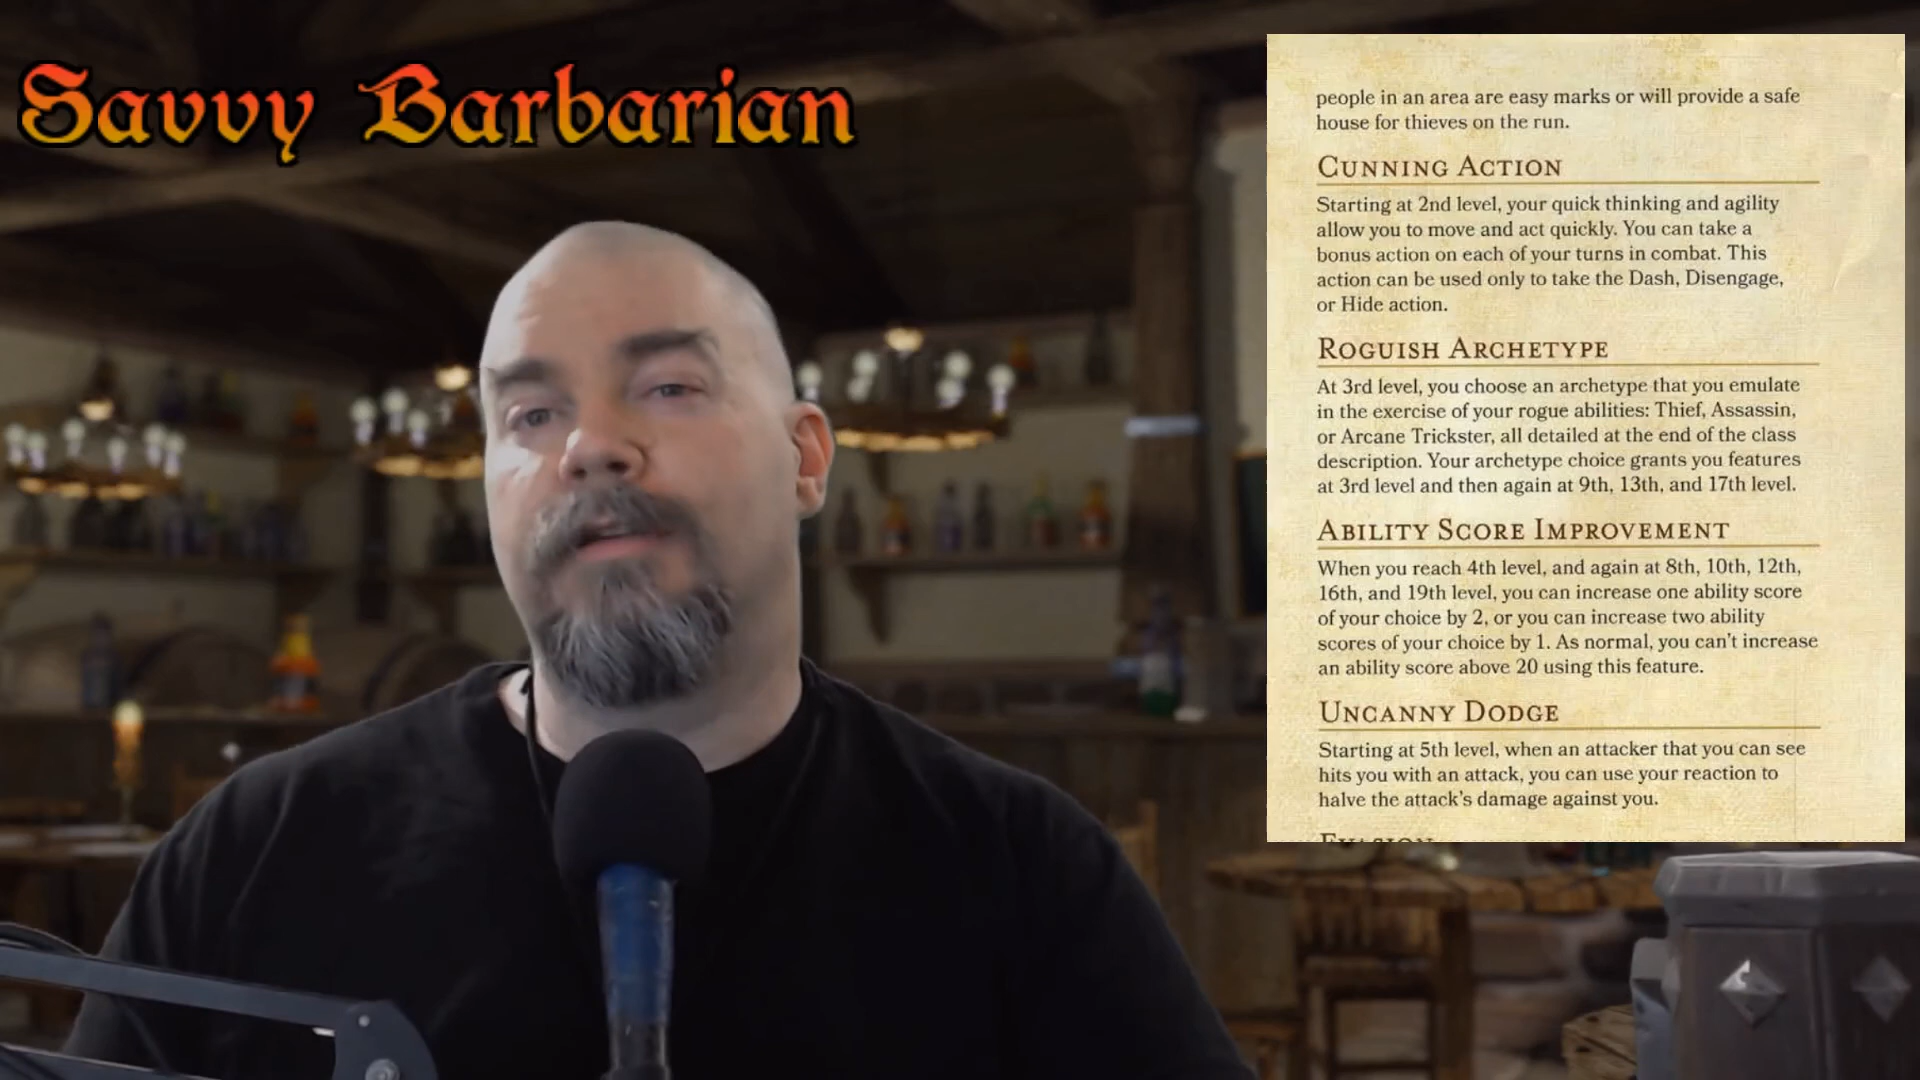 Savvy Barbarian
people in an area are easy marks or will provide a safe
house for thieves on the run.
CUNNING ACTION
Starting at 2nd level, your quick thinking and agility
allow you to move and act quickly. You can take a
bonus action on each of your turns in combat. This
action can be used only to take the Dash, Disengage,
or Hide action.
ROGUISH ARCHETYPE
At 3rd level, you choose an archetype that you emulate
in the exercise of your rogue abilities: Thief, Assassin,
or Arcane Trickster, all detailed at the end of the class
description. Your archetype choice grants you features
at 3rd level and then again at 9th, 13th, and 17th level.
ABILITY SCORE IMPROVEMENT
When you reach 4th level, and again at 8th, 10th, 12th,
16th, and 19th level, you can increase one ability score
of your choice by 2, or you can increase two ability
scores of your choice by 1. As normal, you can't increase
an ability score above 20 using this feature.
UNCANNY DODGE
Starting at 5th level, when an attacker that you can see
hits you with an attack, you can use your reaction to
halve the attack's damage against you.
EVASION